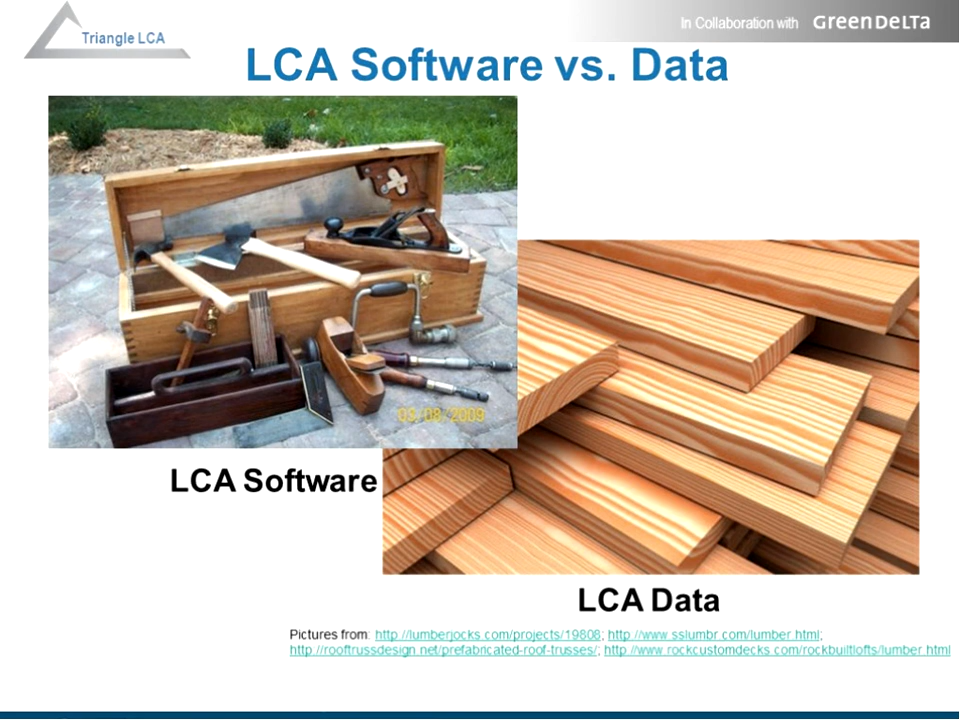 Triangle LCA
In Collaboration with GREENDELTA
LCA Software vs. Data
09/08/2009
LCA Software
LCA Data
Pictures from: http://lumberjocks.com/projects/19808; http://www.sslumbr.com/lumber.html;
http://rooftrussdesign.net/prefabricated-roof-trusses/; http://www.rockcustomdecks.com/rockbuiltlofts/lumber.html